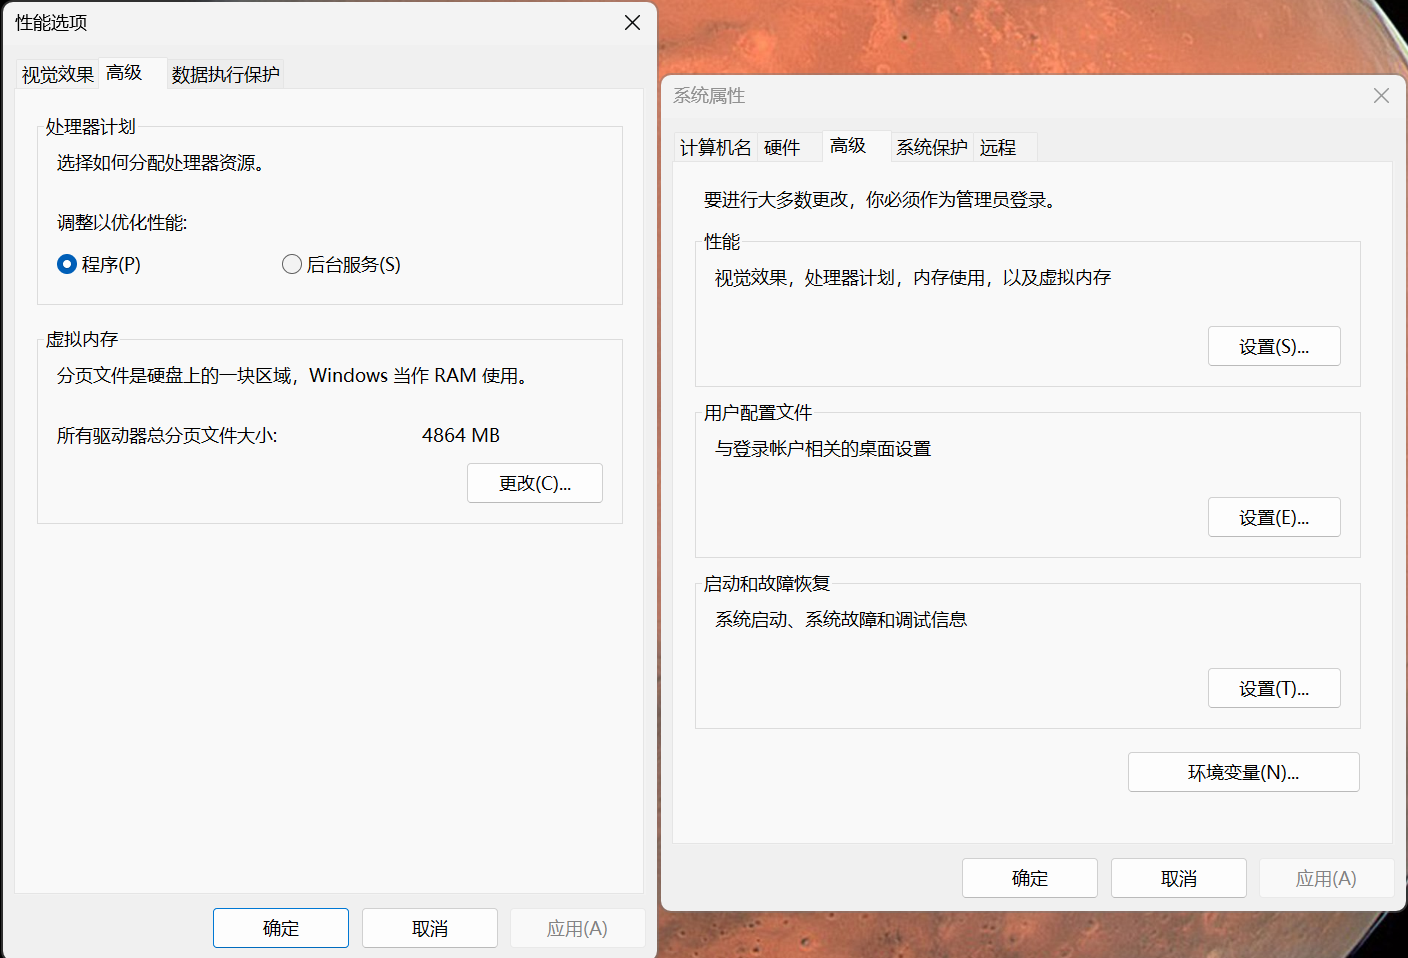 性能选项
视觉效果 高级 数据执行保护
处理器计划
选择如何分配处理器资源。
调整以优化性能:
程序(P) 后台服务(S)
虚拟内存
分页文件是硬盘上的一块区域，Windows 当作 RAM 使用。
所有驱动器总分页文件大小: 4864 MB
更改(C)...
确定 取消 应用(A)
系统属性
计算机名 硬件 高级 系统保护 远程
要进行大多数更改，你必须作为管理员登录。
性能
视觉效果，处理器计划，内存使用，以及虚拟内存
设置(S)...
用户配置文件
与登录帐户相关的桌面设置
设置(E)...
启动和故障恢复
系统启动、系统故障和调试信息
设置(T)...
环境变量(N)...
确定 取消 应用(A)